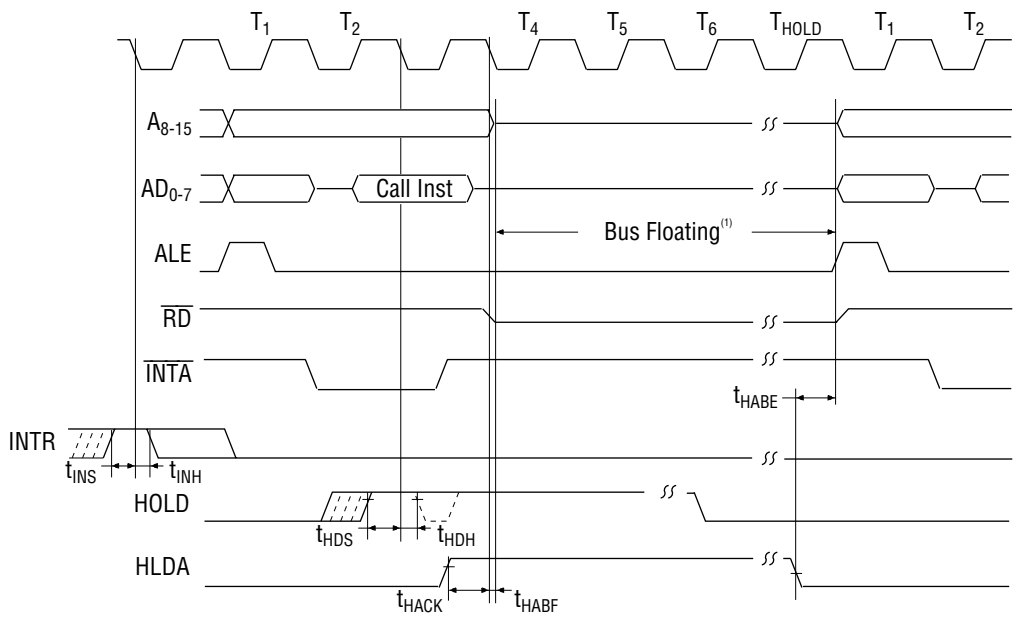 T1 T2 T4 T5 T6 THOLD T1 T2
A8-15
AD0-7 Call Inst
Bus Floating(1)
ALE
RD
INTA
tHABE
INTR
tINS tINH
HOLD
tHDS tHDH
HLDA
tHACK tHABF